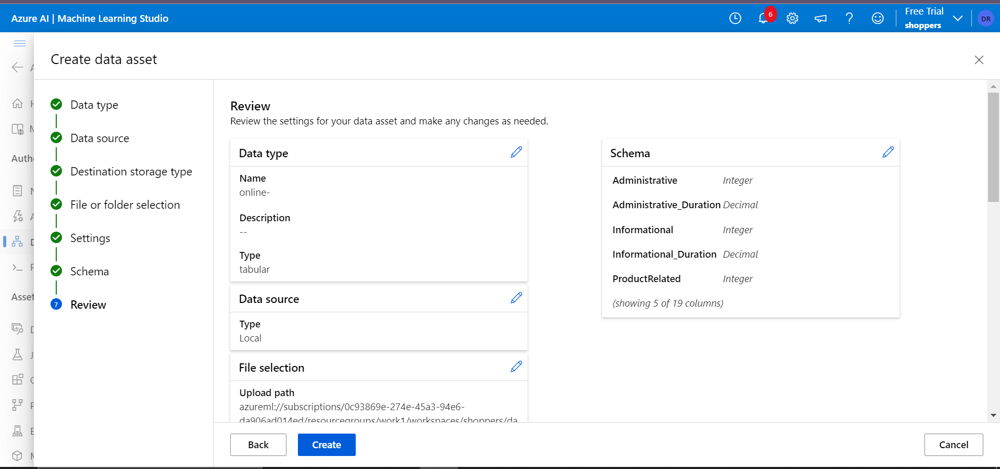 Azure AI | Machine Learning Studio
6
Free Trial
shoppers
DR
Create data asset
Data type
Data source
Destination storage type
File or folder selection
Settings
Schema
7 Review
Review
Review the settings for your data asset and make any changes as needed.
Data type
Name
online-
Description
--
Type
tabular
Data source
Type
Local
File selection
Upload path
azureml://subscriptions/0c93869e-274e-45a3-94e6-
da906ad014ed/resourcegroups/work1/workspaces/shoppers/da
Schema
Administrative Integer
Administrative_Duration Decimal
Informational Integer
Informational_Duration Decimal
ProductRelated Integer
(showing 5 of 19 columns)
Back
Create
Cancel